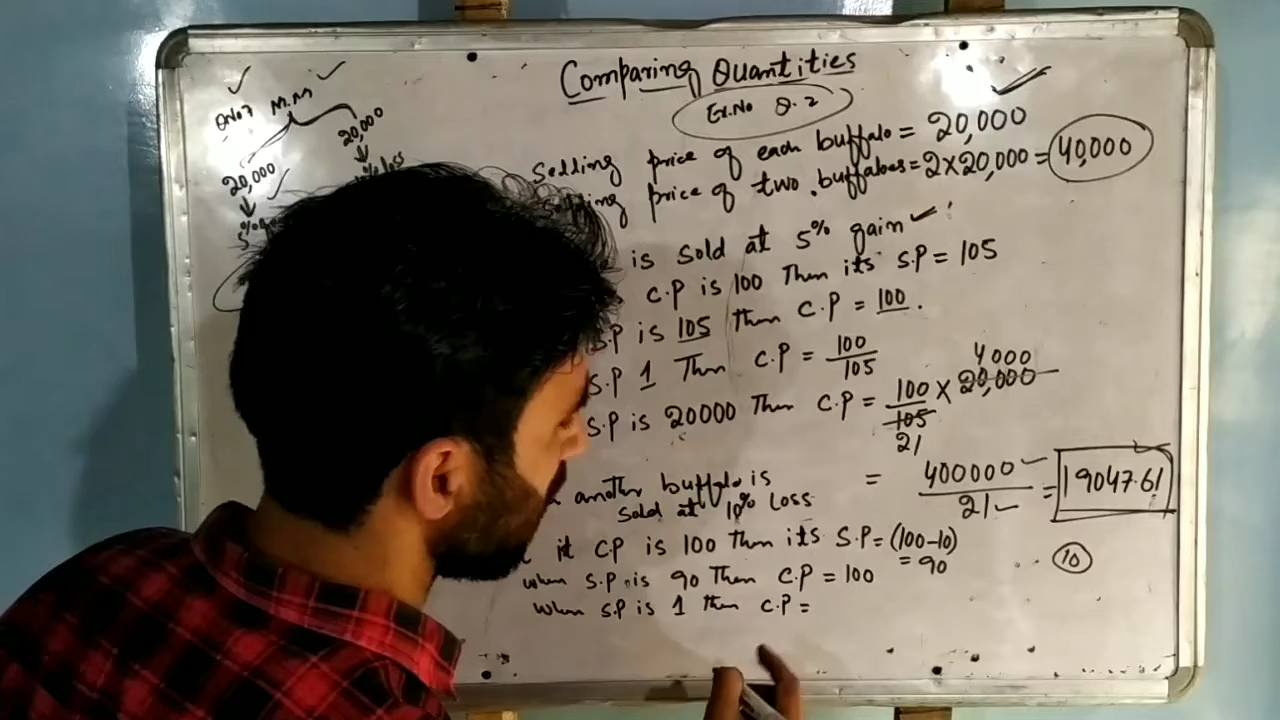 Comparing Quantities
Ex.No 8.2
Q.No7 M.M
20,000
20,000
5%
% loss
Selling price of each buffalo = 20,000
Selling price of two buffaloes = 2×20,000 = 40,000
is sold at 5% gain
C.P is 100 Then its S.P = 105
S.P is 105 then C.P = 100.
S.P 1 Then C.P = 100/105
S.P is 20000 Then C.P = 100/105 × 20,000
4000
21
= 400000/21 = 19047.61
another buffalo is
sold at 10% loss
it C.P is 100 then its S.P = (100-10)
= 90
10
when S.P is 90 Then C.P = 100
When S.P is 1 then C.P =